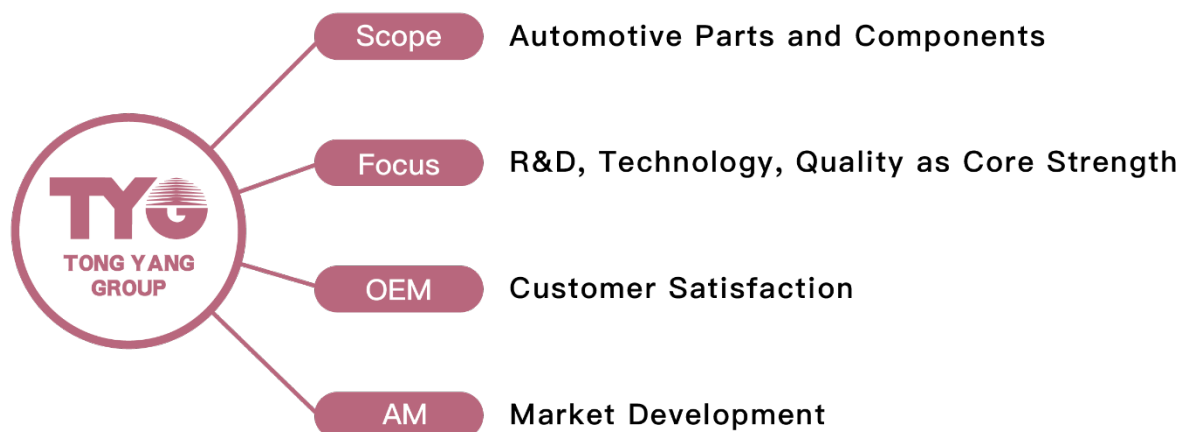 Scope
Automotive Parts and Components
Focus
R&D, Technology, Quality as Core Strength
TYG
TONG YANG
GROUP
OEM
Customer Satisfaction
AM
Market Development